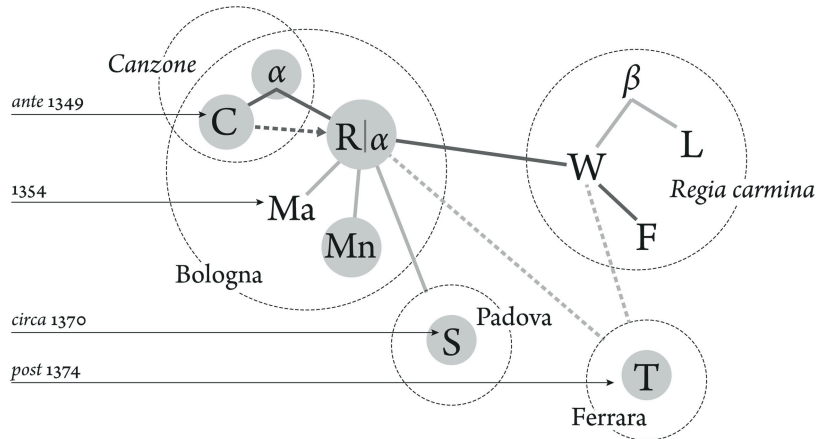 Canzone
α
β
ante 1349
C
R|α
W
L
Regia carmina
1354
Ma
Mn
F
Bologna
circa 1370
S
Padova
post 1374
T
Ferrara